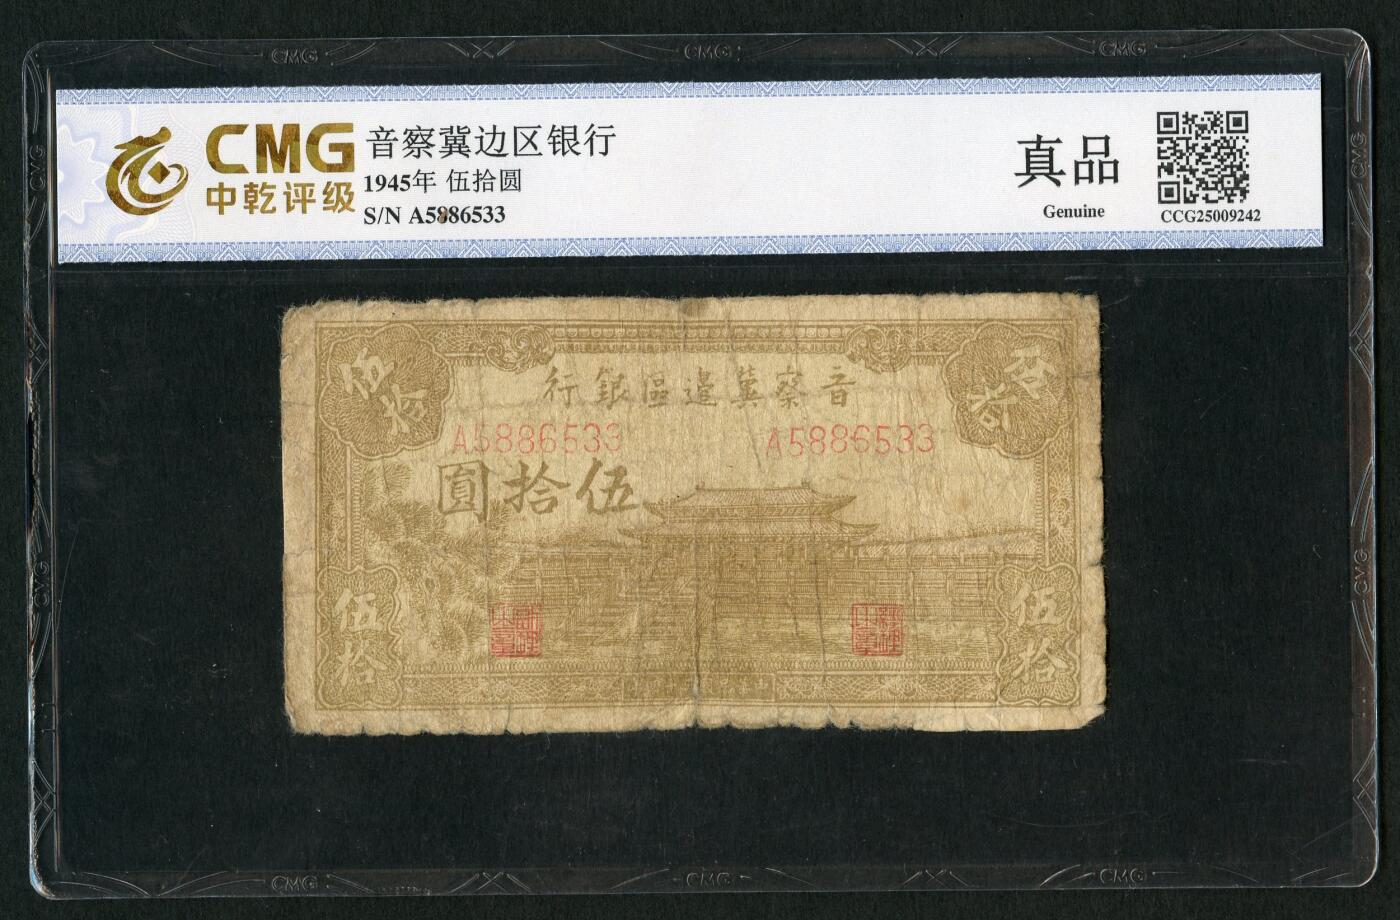 CMG
中乾评级
音察冀边区银行
1945年 伍拾圆
S/N A5886533
真品
Genuine
CCG25009242
伍拾
行銀區邊冀察音
伍拾
A5886533
A5886533
圓拾伍
伍拾
伍拾